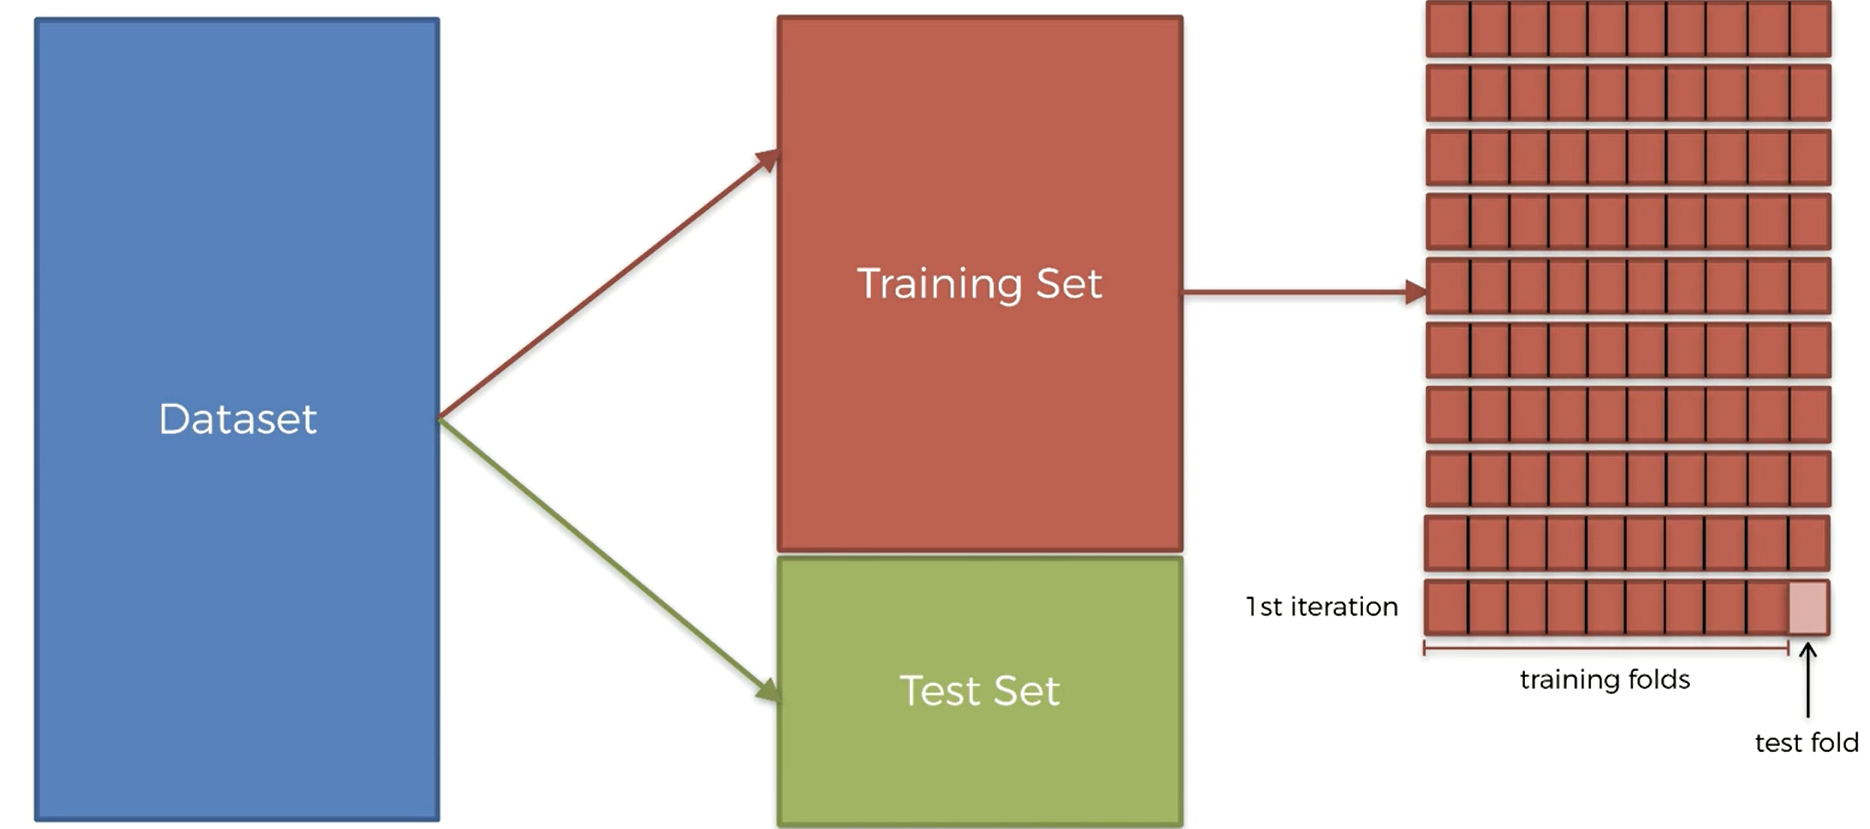 Dataset
Training Set
Test Set
1st iteration
training folds
test fold